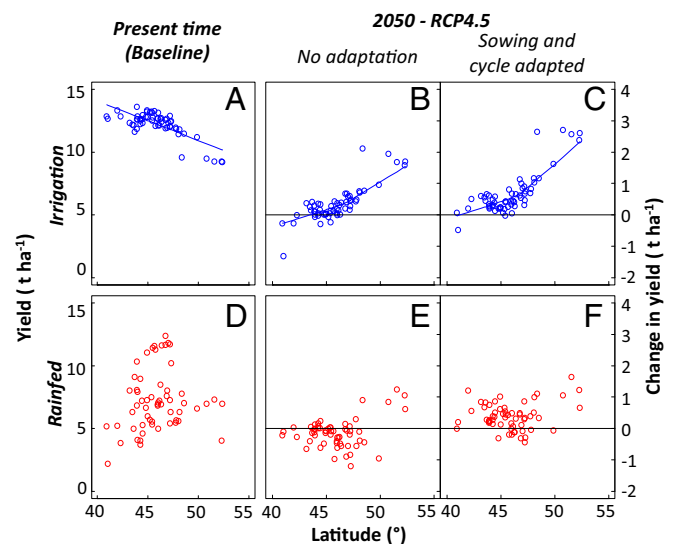 Present time
(Baseline)
2050 - RCP4.5
No adaptation
Sowing and
cycle adapted
Yield ( t ha-1)
Irrigation
Rainfed
15
10
5
0
A
B
C
4
3
2
1
0
-1
-2
15
10
5
0
D
E
F
4
3
2
1
0
-1
-2
Change in yield ( t ha-1)
40 45 50 55 40 45 50 55 40 45 50 55
Latitude (°)